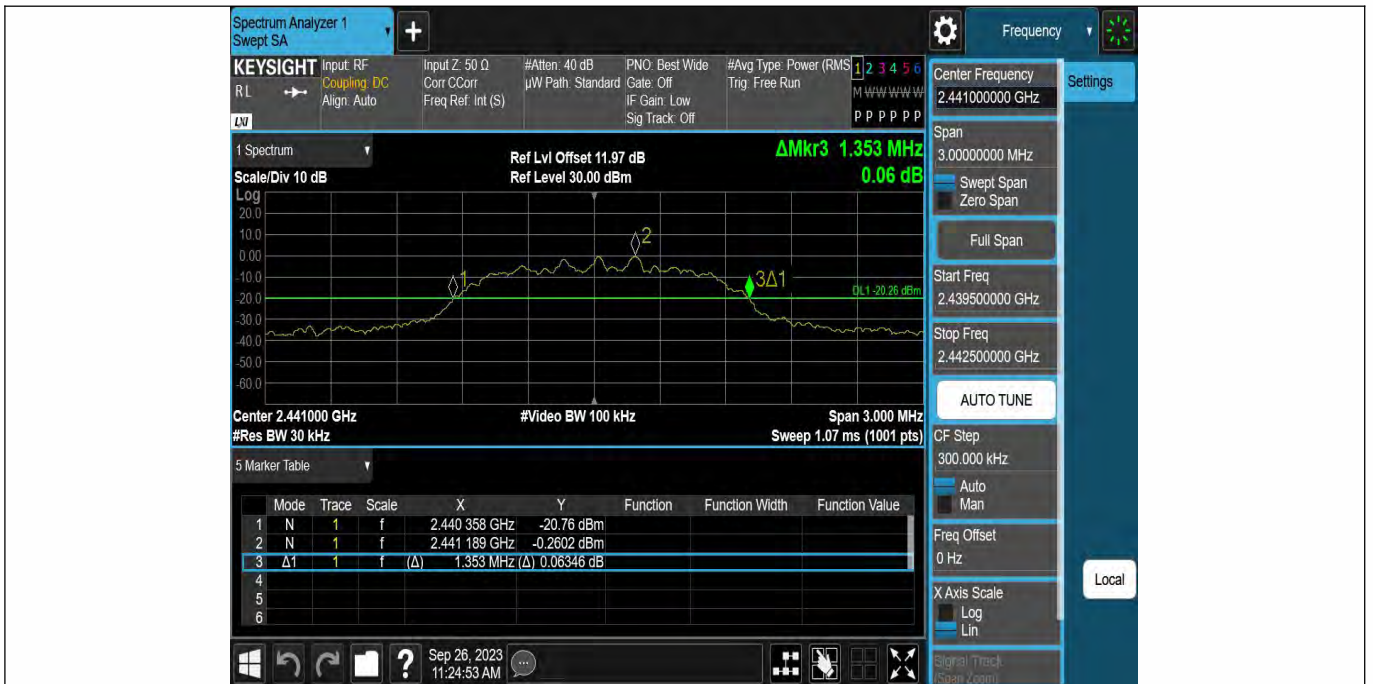 Spectrum Analyzer 1
Swept SA
+
Frequency
KEYSIGHT
RL
LXI
Input: RF
Coupling: DC
Align: Auto
Input Z: 50 Ω
Corr CCorr
Freq Ref: Int (S)
#Atten: 40 dB
µW Path: Standard
PNO: Best Wide
Gate: Off
IF Gain: Low
Sig Track: Off
#Avg Type: Power (RMS
Trig: Free Run
1 2 3 4 5 6
M W W W W W
P P P P P P
1 Spectrum
Scale/Div 10 dB
Ref Lvl Offset 11.97 dB
Ref Level 30.00 dBm
ΔMkr3 1.353 MHz
0.06 dB
Log
20.0
10.0
0.00
-10.0
-20.0
-30.0
-40.0
-50.0
-60.0
1
2
3Δ1
DL1 -20.26 dBm
Center 2.441000 GHz
#Video BW 100 kHz
Span 3.000 MHz
#Res BW 30 kHz
Sweep 1.07 ms (1001 pts)
5 Marker Table
Mode Trace Scale X Y Function Function Width Function Value
1 N 1 f 2.440 358 GHz -20.76 dBm
2 N 1 f 2.441 189 GHz -0.2602 dBm
3 Δ1 1 f (Δ) 1.353 MHz (Δ) 0.06346 dB
4
5
6
?
Sep 26, 2023
11:24:53 AM
Center Frequency
2.441000000 GHz
Settings
Span
3.00000000 MHz
Swept Span
Zero Span
Full Span
Start Freq
2.439500000 GHz
Stop Freq
2.442500000 GHz
AUTO TUNE
CF Step
300.000 kHz
Auto
Man
Freq Offset
0 Hz
X Axis Scale
Log
Lin
Signal Track
(Span Zoom)
Local